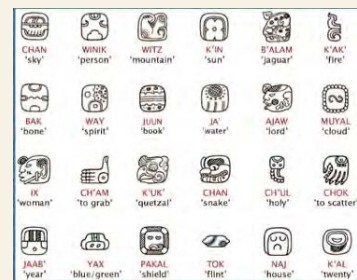 CHAN WINIK WITZ K'IN B'ALAM K'AK'
'sky' 'person' 'mountain' 'sun' 'jaguar' 'fire'
BAK WAY JUUN JA' AJAW MUYAL
'bone' 'spirit' 'book' 'water' 'lord' 'cloud'
IX CH'AM K'UK' CHAN CH'UL CHOK
'woman' 'to grab' 'quetzal' 'snake' 'holy' 'to scatter'
JAAB' YAX PAKAL TOK NAJ K'AL
'year' 'blue/green' 'shield' 'flint' 'house' 'twenty'